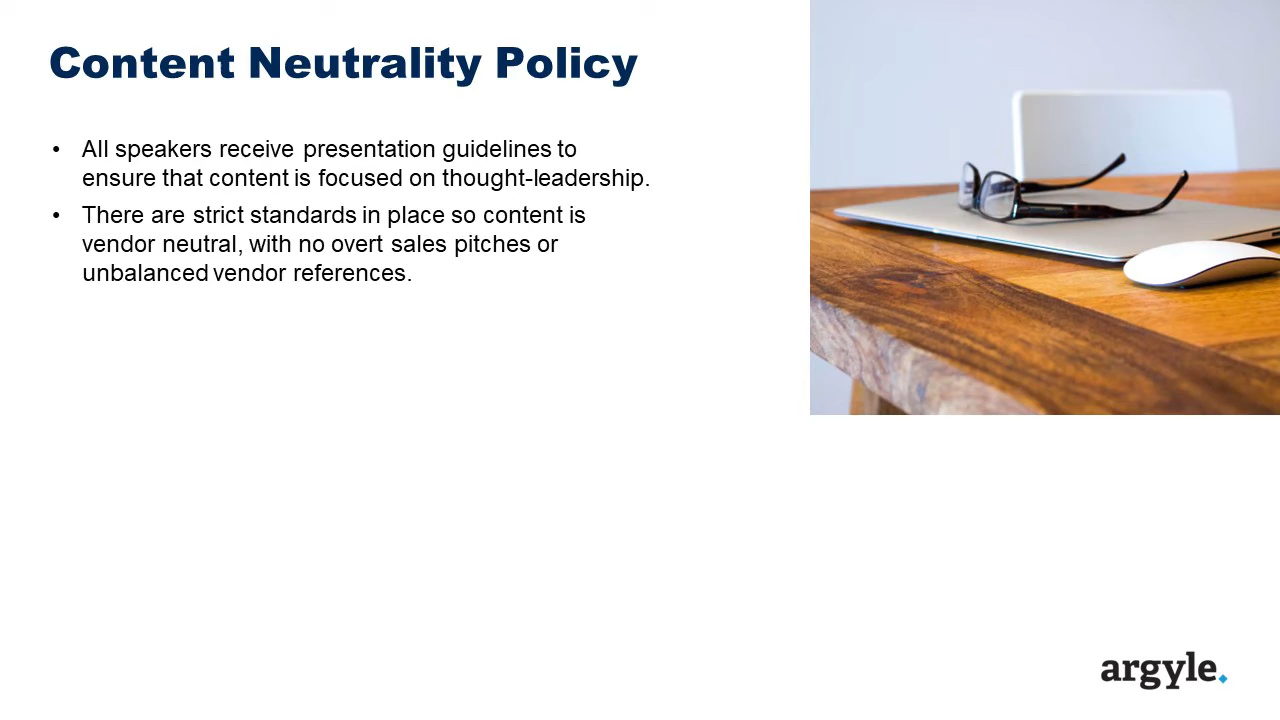 Content Neutrality Policy
• All speakers receive presentation guidelines to
ensure that content is focused on thought-leadership.
• There are strict standards in place so content is
vendor neutral, with no overt sales pitches or
unbalanced vendor references.
argyle.